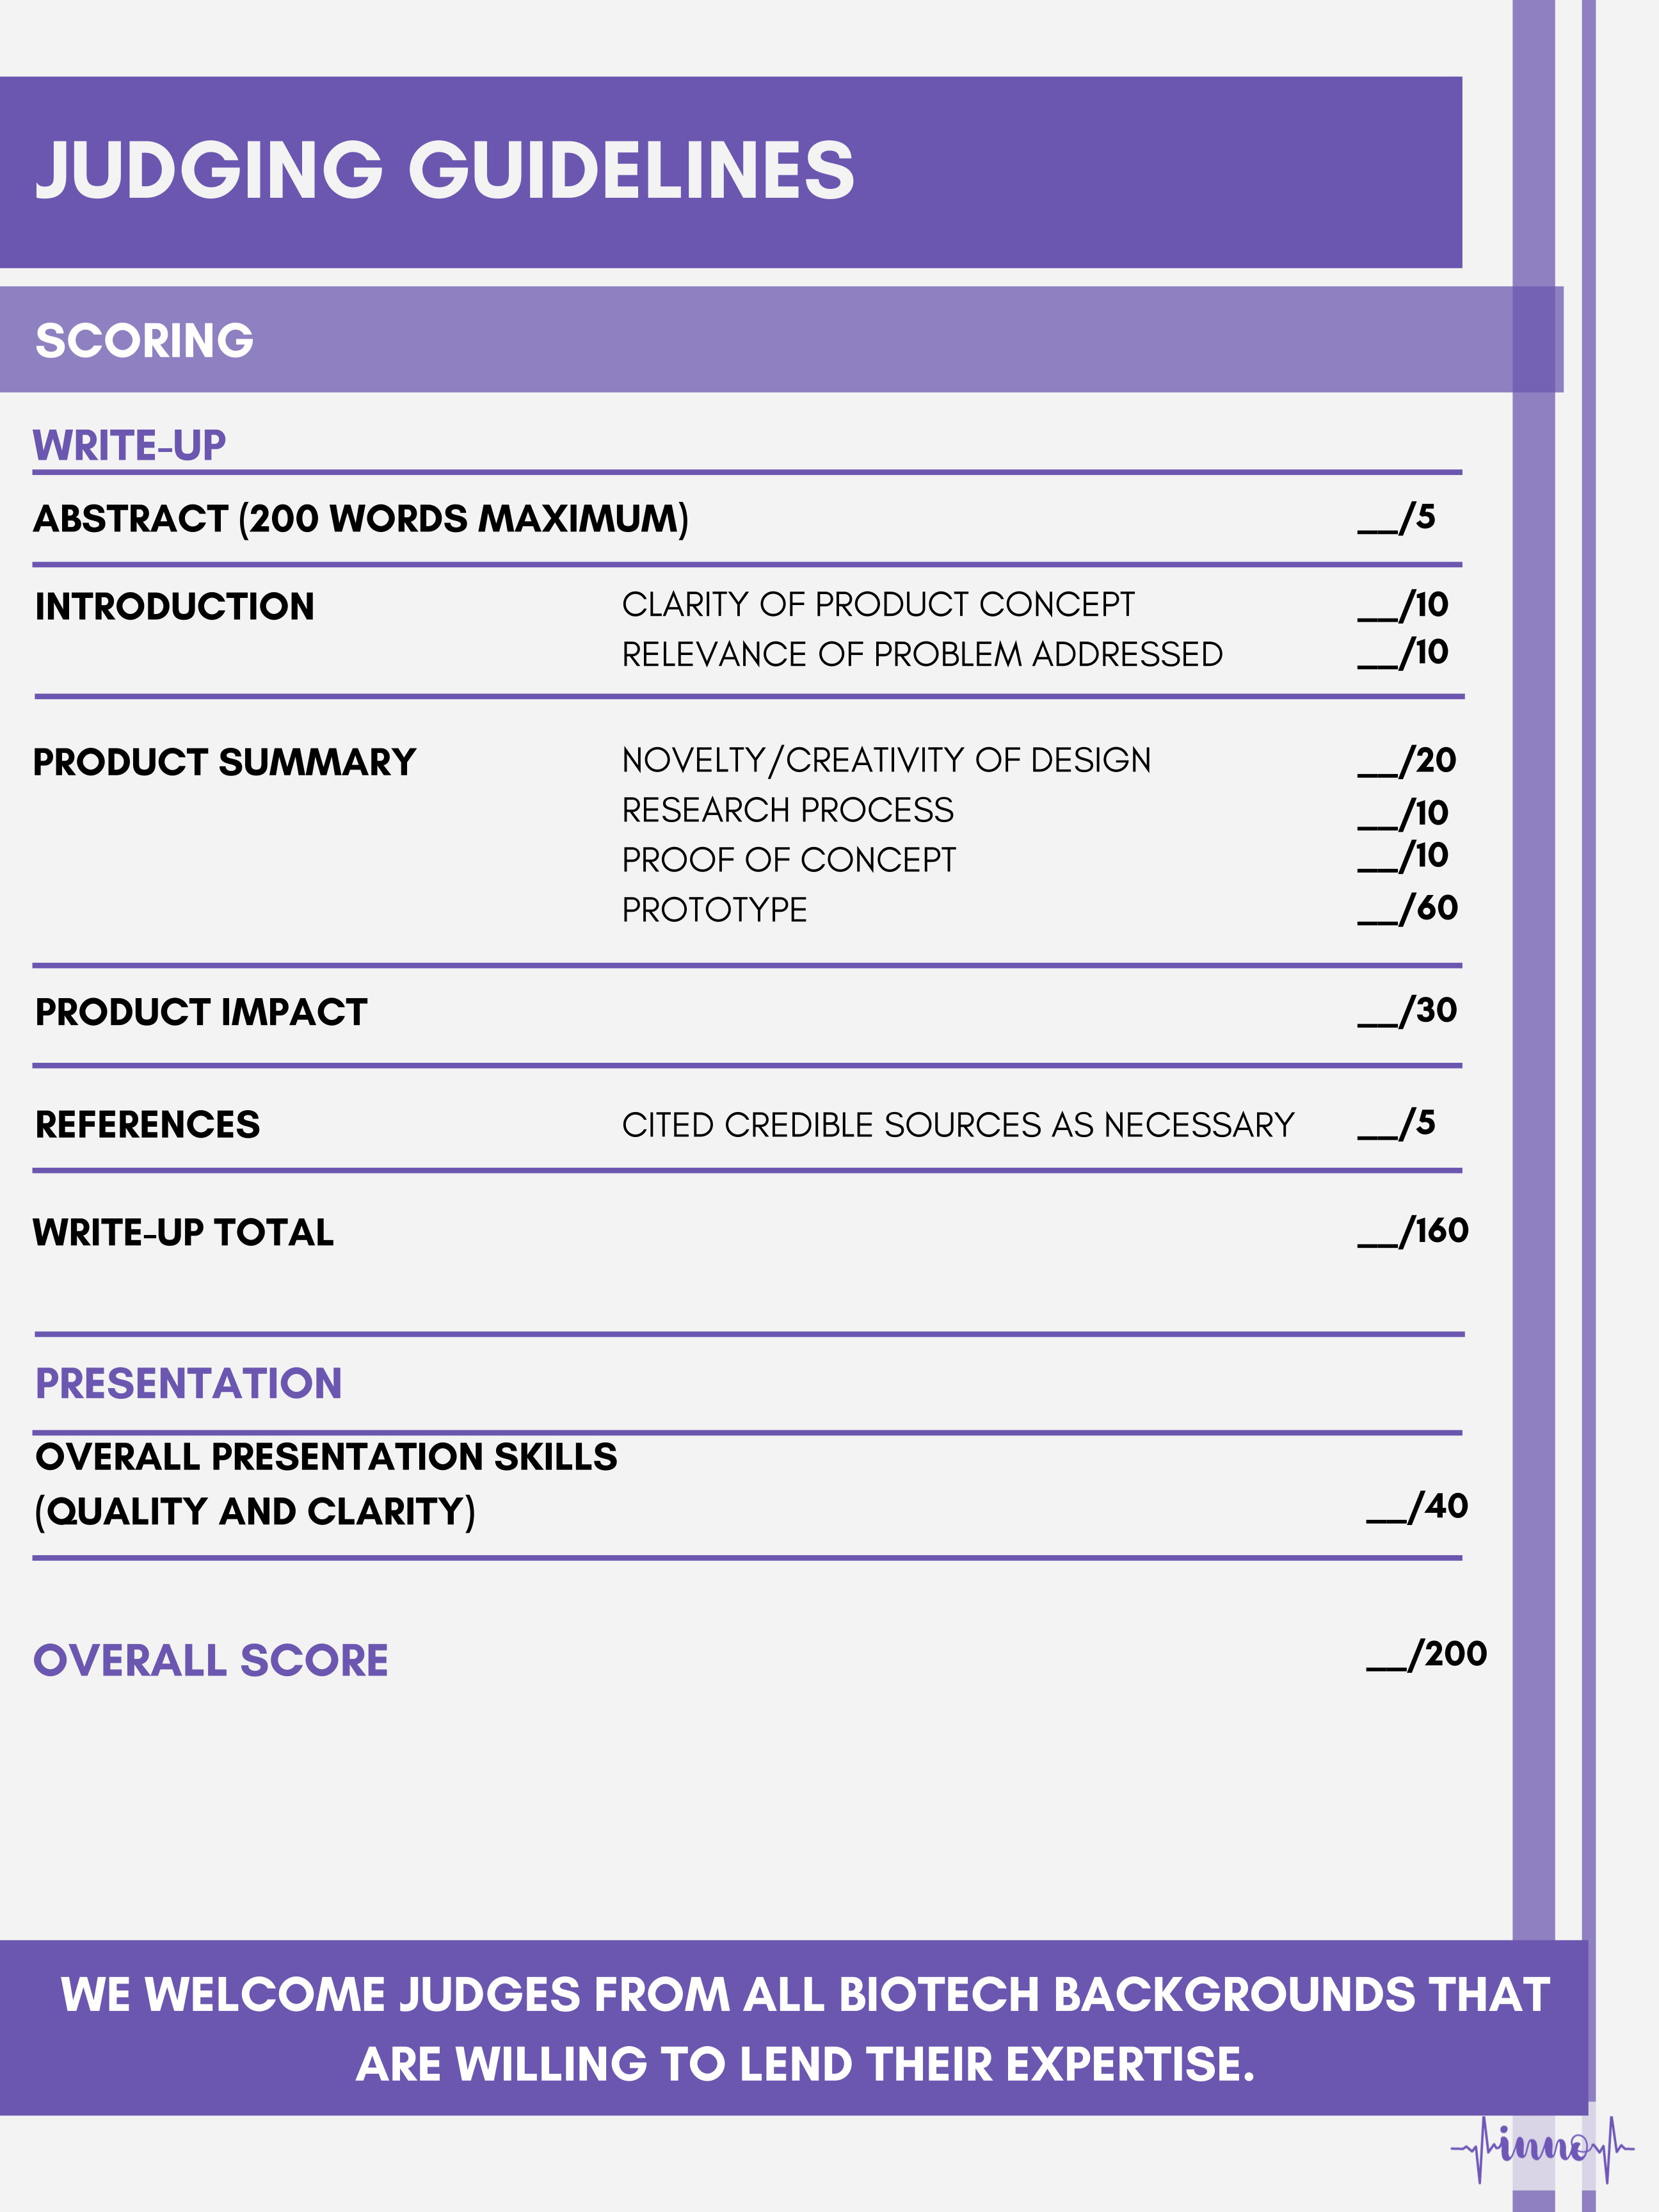 JUDGING GUIDELINES
SCORING
WRITE-UP
ABSTRACT (200 WORDS MAXIMUM) __/5
INTRODUCTION CLARITY OF PRODUCT CONCEPT __/10
RELEVANCE OF PROBLEM ADDRESSED __/10
PRODUCT SUMMARY NOVELTY/CREATIVITY OF DESIGN __/20
RESEARCH PROCESS __/10
PROOF OF CONCEPT __/10
PROTOTYPE __/60
PRODUCT IMPACT __/30
REFERENCES CITED CREDIBLE SOURCES AS NECESSARY __/5
WRITE-UP TOTAL __/160
PRESENTATION
OVERALL PRESENTATION SKILLS
(QUALITY AND CLARITY) __/40
OVERALL SCORE __/200
WE WELCOME JUDGES FROM ALL BIOTECH BACKGROUNDS THAT
ARE WILLING TO LEND THEIR EXPERTISE.
inno